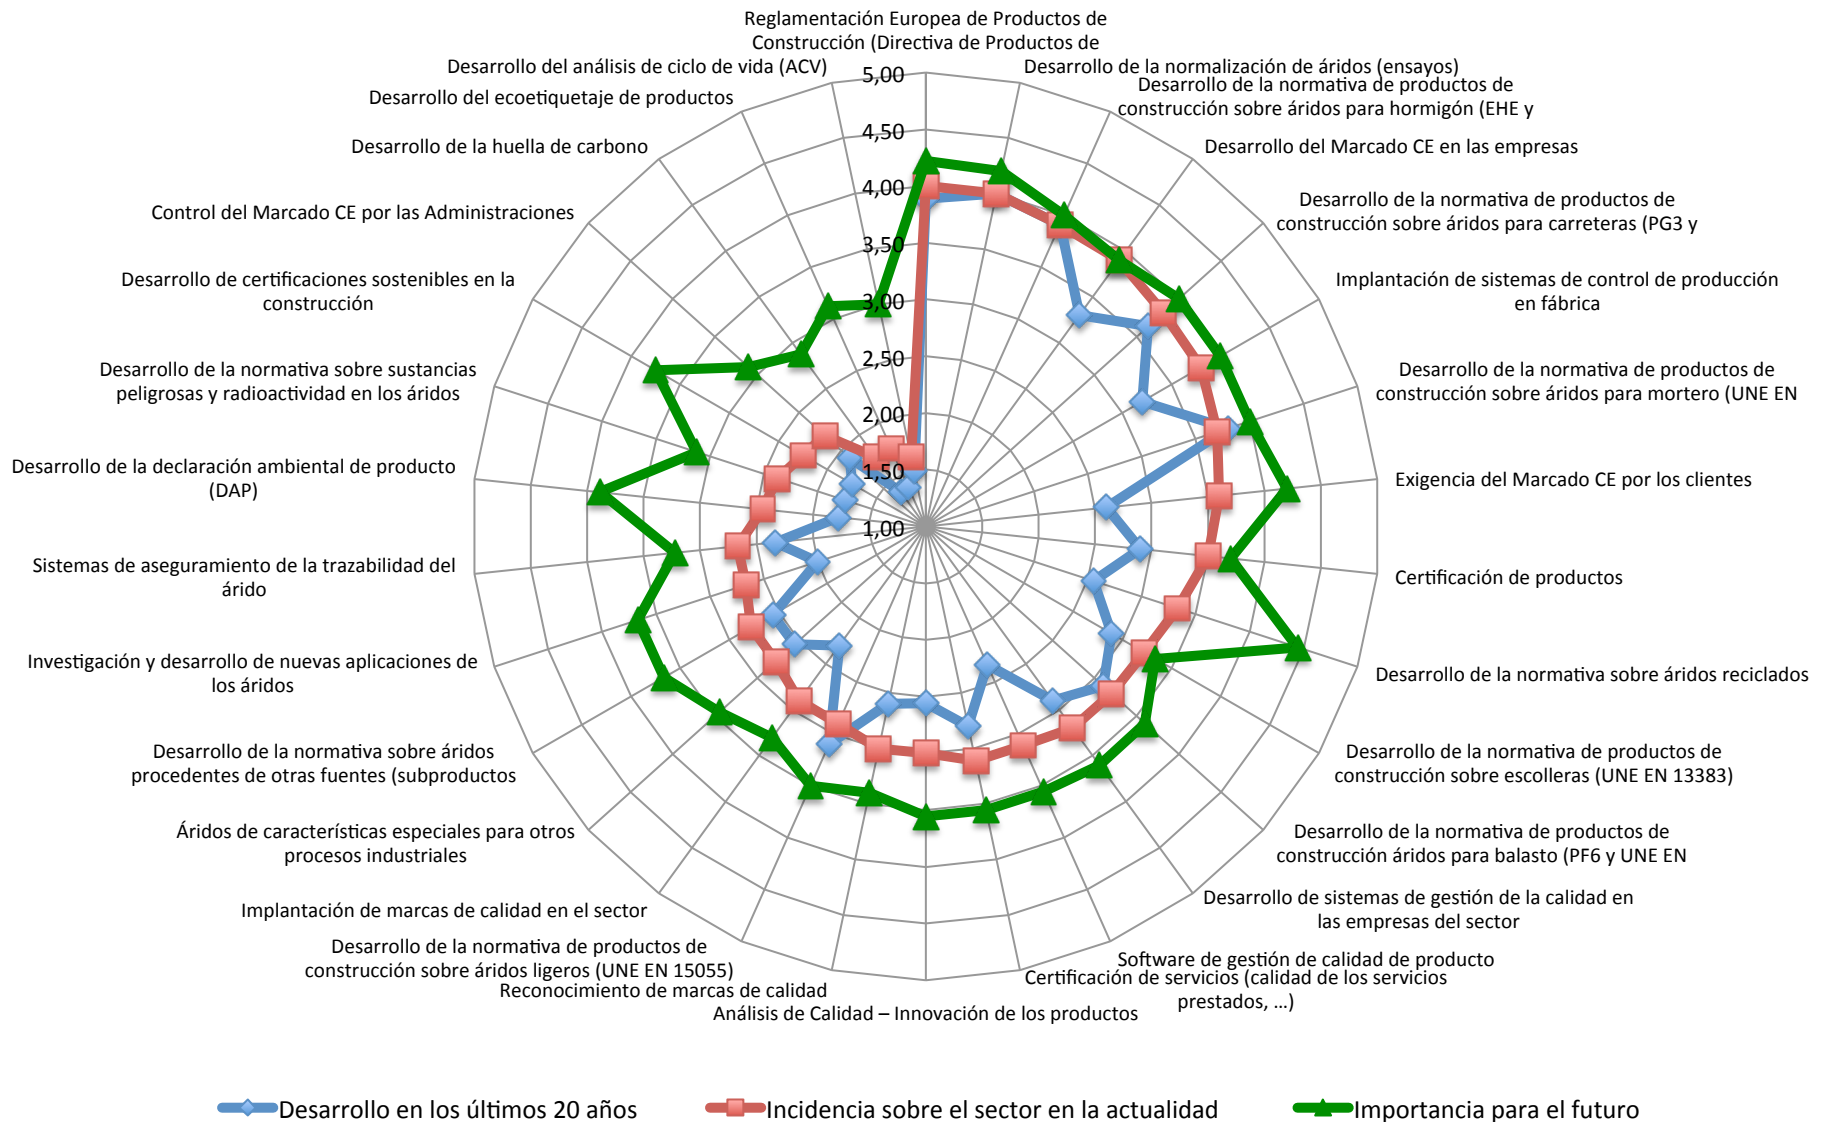 Reglamentación Europea de Productos de
Construcción (Directiva de Productos de
Desarrollo de la normalización de áridos (ensayos)
Desarrollo de la normativa de productos de
construcción sobre áridos para hormigón (EHE y
Desarrollo del Marcado CE en las empresas
Desarrollo de la normativa de productos de
construcción sobre áridos para carreteras (PG3 y
Implantación de sistemas de control de producción
en fábrica
Desarrollo de la normativa de productos de
construcción sobre áridos para mortero (UNE EN
Exigencia del Marcado CE por los clientes
Certificación de productos
Desarrollo de la normativa sobre áridos reciclados
Desarrollo de la normativa de productos de
construcción sobre escolleras (UNE EN 13383)
Desarrollo de la normativa de productos de
construcción áridos para balasto (PF6 y UNE EN
Desarrollo de sistemas de gestión de la calidad en
las empresas del sector
Software de gestión de calidad de producto
Certificación de servicios (calidad de los servicios
prestados, ...)
Análisis de Calidad – Innovación de los productos
Reconocimiento de marcas de calidad
Desarrollo de la normativa de productos de
construcción sobre áridos ligeros (UNE EN 15055)
Implantación de marcas de calidad en el sector
Áridos de características especiales para otros
procesos industriales
Desarrollo de la normativa sobre áridos
procedentes de otras fuentes (subproductos
Investigación y desarrollo de nuevas aplicaciones de
los áridos
Sistemas de aseguramiento de la trazabilidad del
árido
Desarrollo de la declaración ambiental de producto
(DAP)
Desarrollo de la normativa sobre sustancias
peligrosas y radioactividad en los áridos
Desarrollo de certificaciones sostenibles en la
construcción
Control del Marcado CE por las Administraciones
Desarrollo de la huella de carbono
Desarrollo del ecoetiquetaje de productos
Desarrollo del análisis de ciclo de vida (ACV)
5,00
4,50
4,00
3,50
3,00
2,50
2,00
1,50
1,00
Desarrollo en los últimos 20 años
Incidencia sobre el sector en la actualidad
Importancia para el futuro